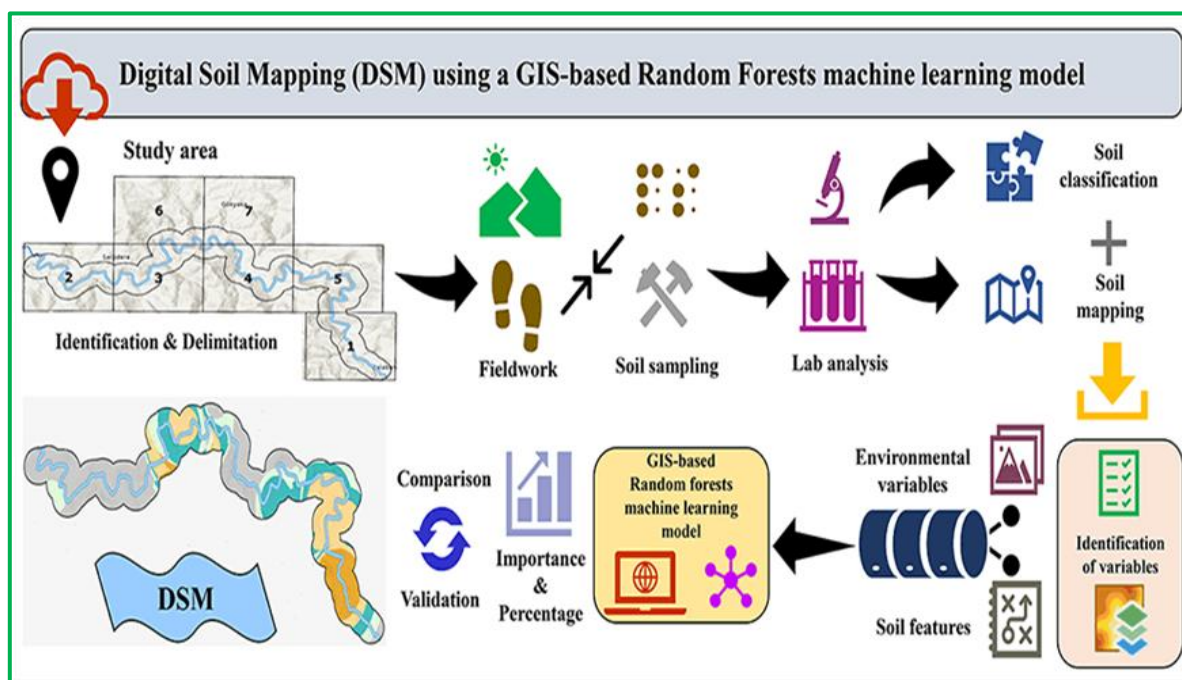 Digital Soil Mapping (DSM) using a GIS-based Random Forests machine learning model
Study area
6
7
2
3
4
5
1
Identification & Delimitation
Fieldwork
Soil sampling
Lab analysis
Soil
classification
+
Soil
mapping
Identification
of variables
Environmental
variables
Soil features
GIS-based
Random forests
machine learning
model
Importance
&
Percentage
Comparison
Validation
DSM